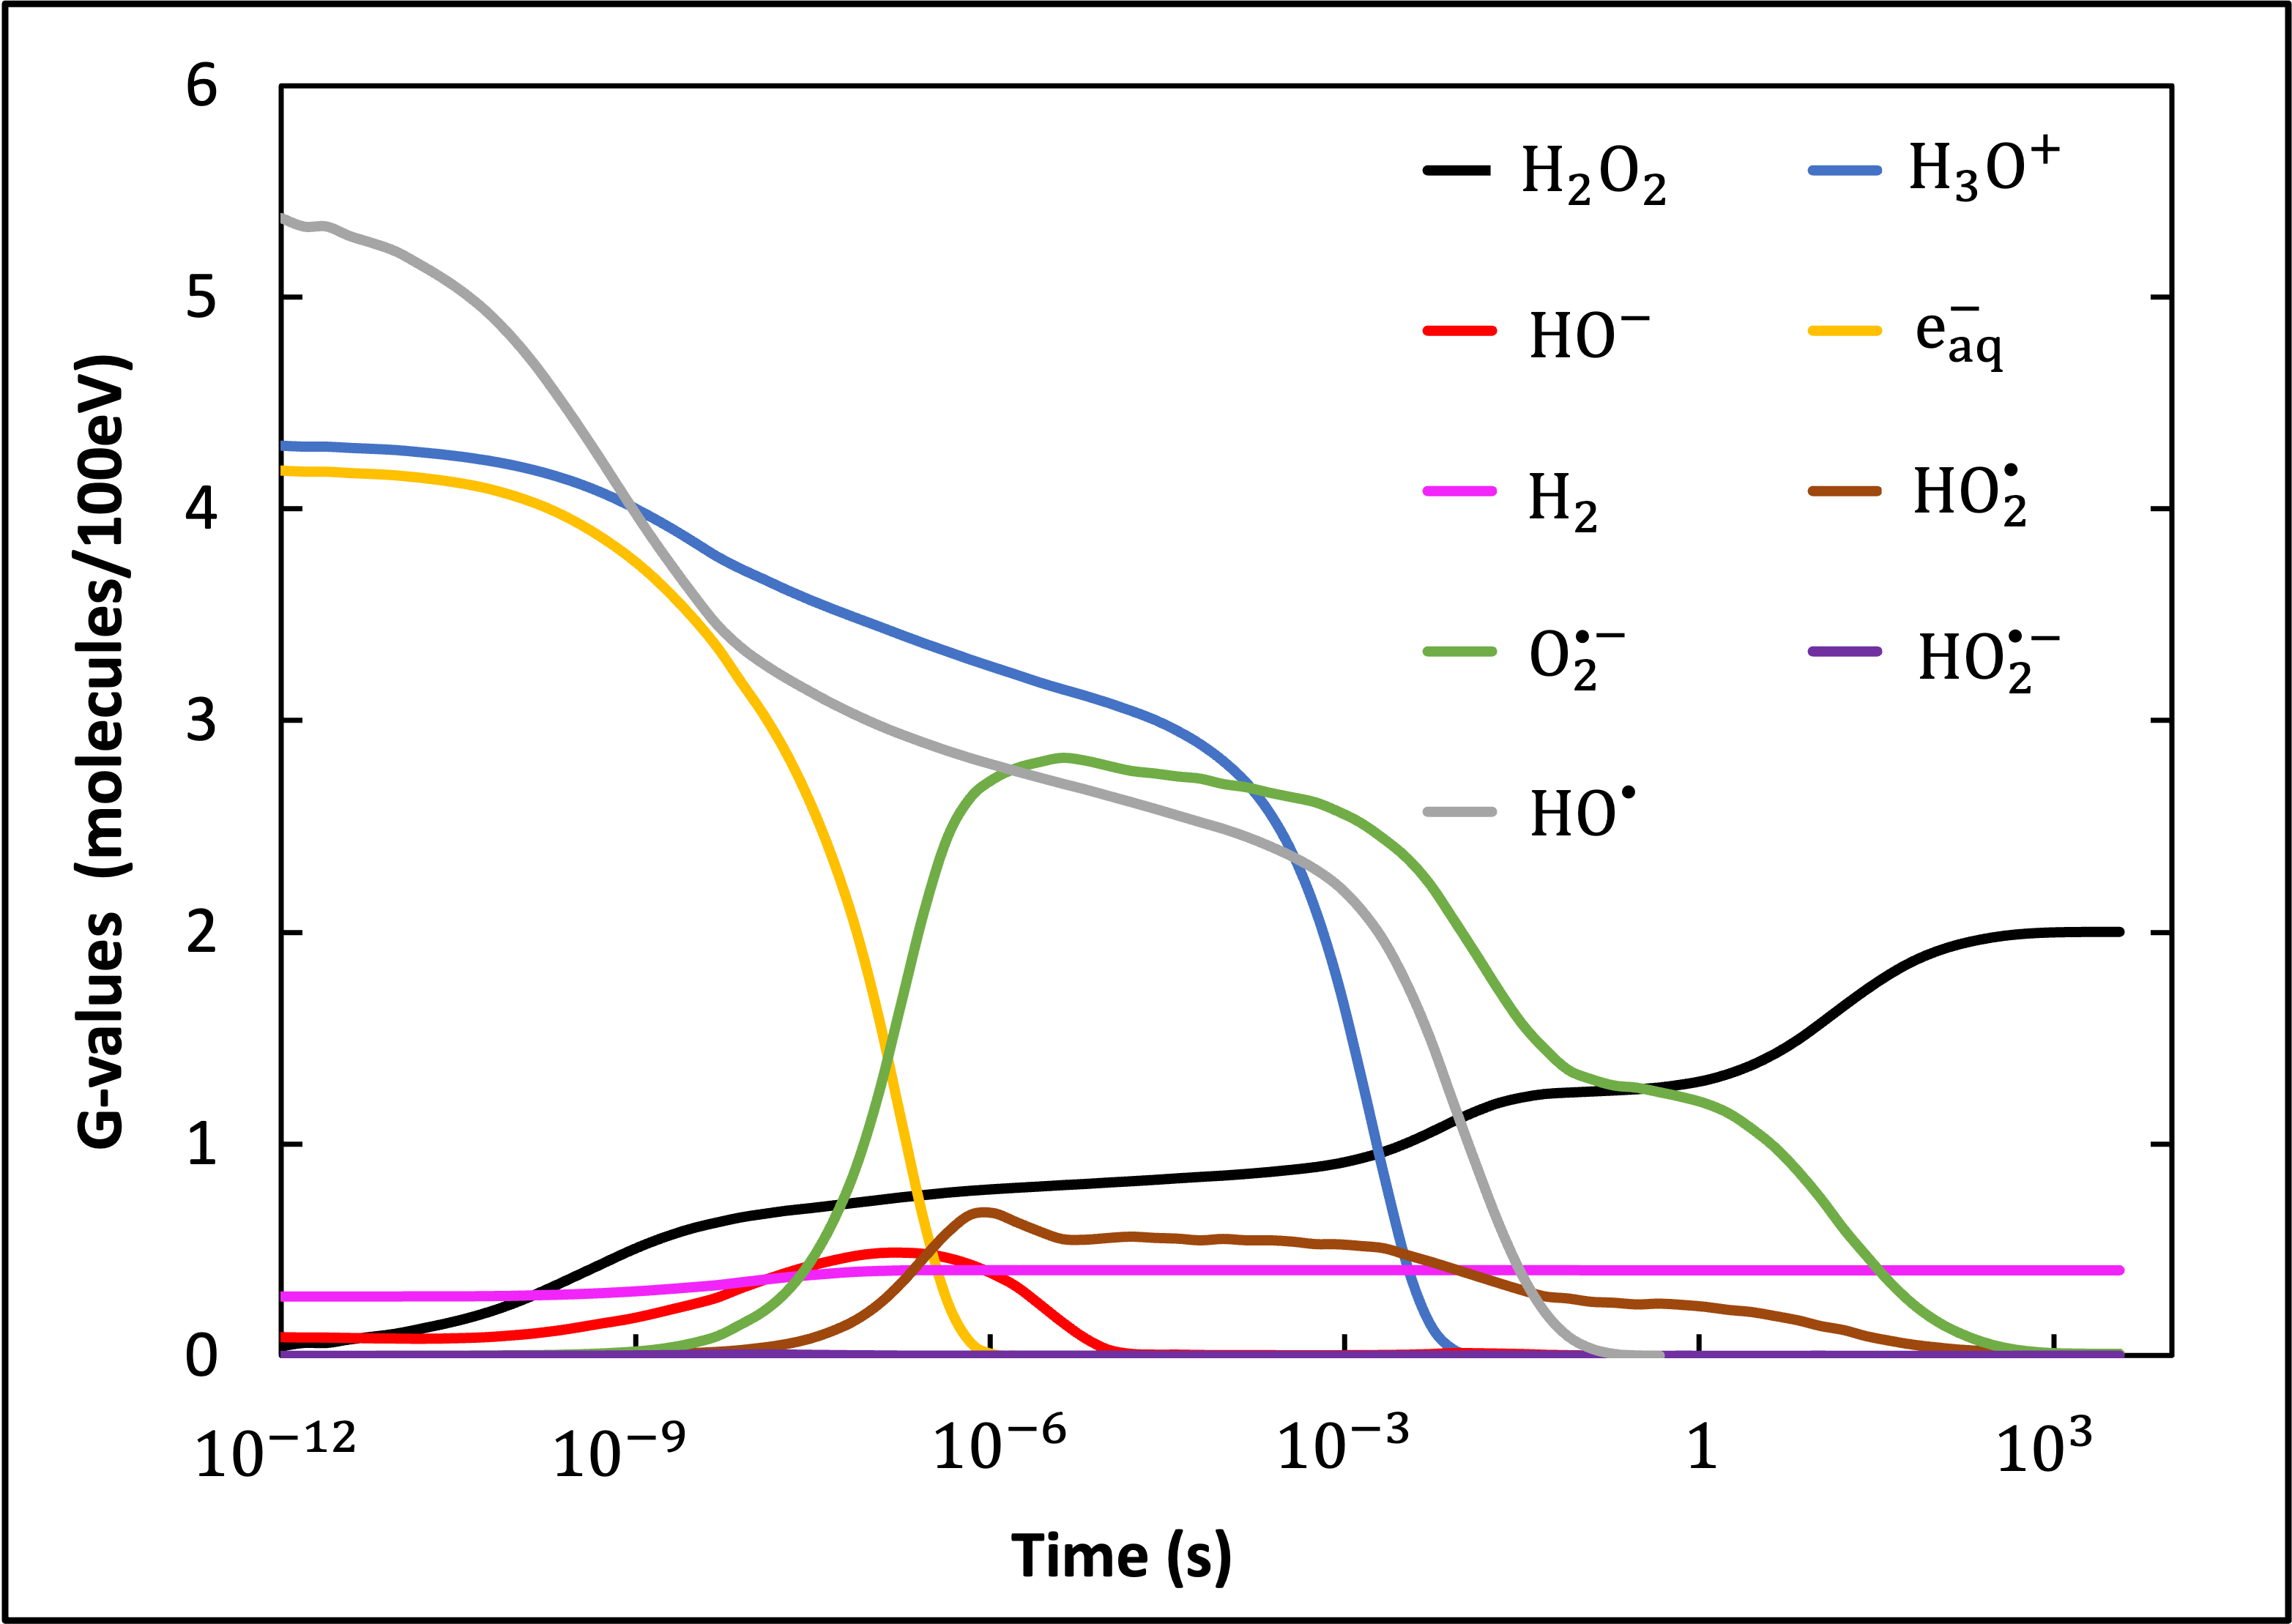 G-values (molecules/100eV)
6
5
4
3
2
1
0
H₂O₂
H₃O⁺
HO⁻
e⁻aq
H₂
HO₂•
O₂•⁻
HO₂•⁻
HO•
10⁻¹² 10⁻⁹ 10⁻⁶ 10⁻³ 1 10³
Time (s)